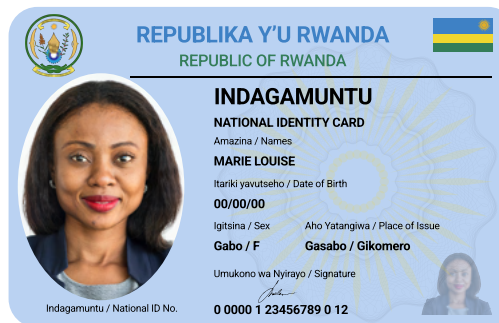 REPUBLIKA Y'U RWANDA
REPUBLIC OF RWANDA
INDAGAMUNTU
NATIONAL IDENTITY CARD
Amazina / Names
MARIE LOUISE
Itariki yavutseho / Date of Birth
00/00/00
Igitsina / Sex Aho Yatangiwa / Place of Issue
Gabo / F Gasabo / Gikomero
Umukono wa Nyirayo / Signature
Indagamuntu / National ID No. 0 0000 1 23456789 0 12